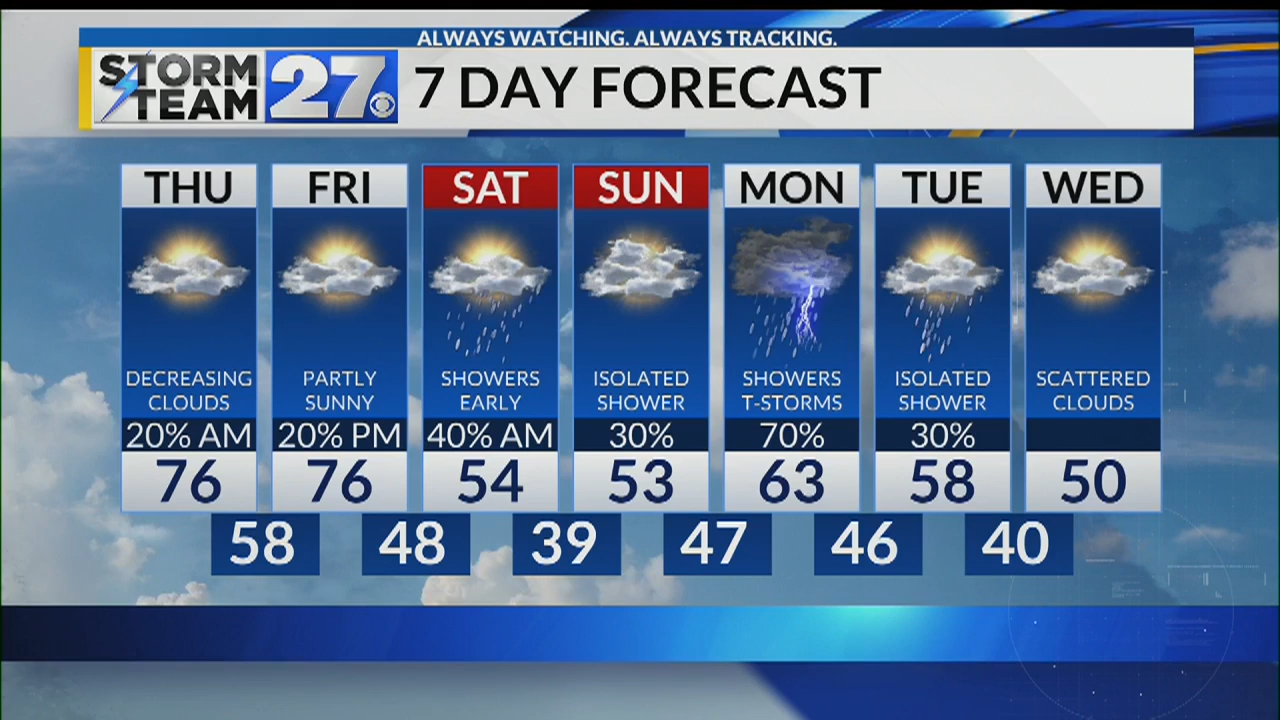 ALWAYS WATCHING. ALWAYS TRACKING.
STORM TEAM 27 7 DAY FORECAST
THU FRI SAT SUN MON TUE WED
DECREASING PARTLY SHOWERS ISOLATED SHOWERS ISOLATED SCATTERED
CLOUDS SUNNY EARLY SHOWER T-STORMS SHOWER CLOUDS
20% AM 20% PM 40% AM 30% 70% 30%
76 76 54 53 63 58 50
58 48 39 47 46 40